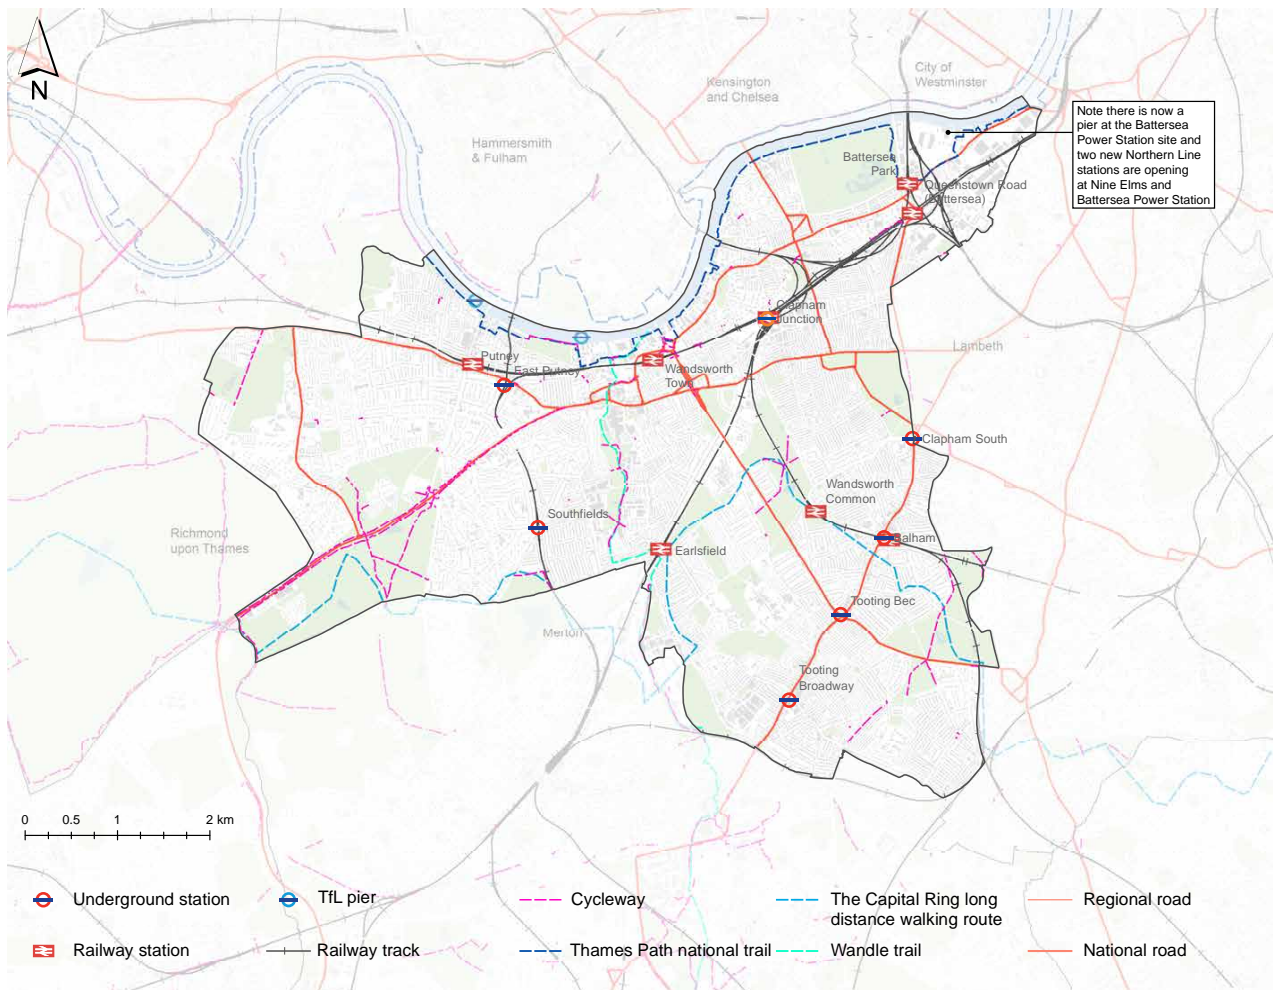 N
City of
Westminster
Kensington
and Chelsea
Note there is now a
pier at the Battersea
Power Station site and
two new Northern Line
stations are opening
at Nine Elms and
Battersea Power Station
Hammersmith
& Fulham
Battersea
Park
Queenstown Road
(Battersea)
Clapham
Junction
Lambeth
Putney
East Putney
Wandsworth
Town
Clapham South
Wandsworth
Common
Southfields
Richmond
upon Thames
Balham
Earlsfield
Tooting Bec
Merton
Tooting
Broadway
0 0.5 1 2 km
Underground station
TfL pier
Cycleway
The Capital Ring long
distance walking route
Regional road
Railway station
Railway track
Thames Path national trail
Wandle trail
National road